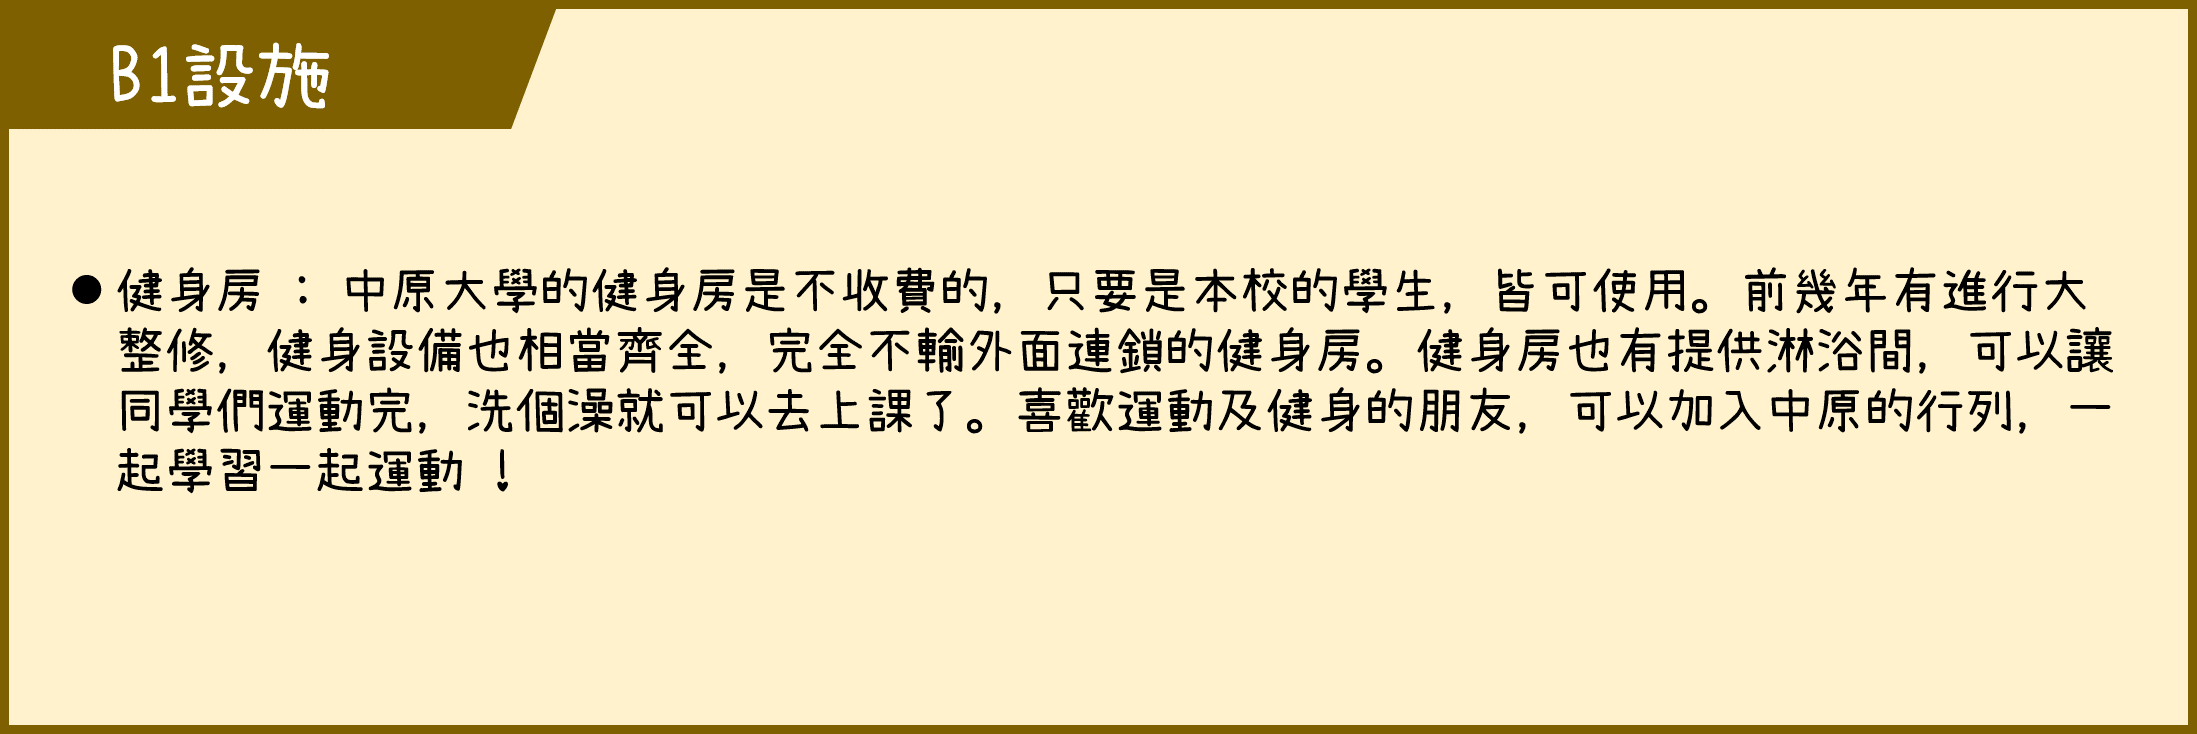 B1設施
● 健身房 : 中原大學的健身房是不收費的, 只要是本校的學生, 皆可使用。前幾年有進行大
整修, 健身設備也相當齊全, 完全不輸外面連鎖的健身房。健身房也有提供淋浴間, 可以讓
同學們運動完, 洗個澡就可以去上課了。喜歡運動及健身的朋友, 可以加入中原的行列, 一
起學習一起運動 !